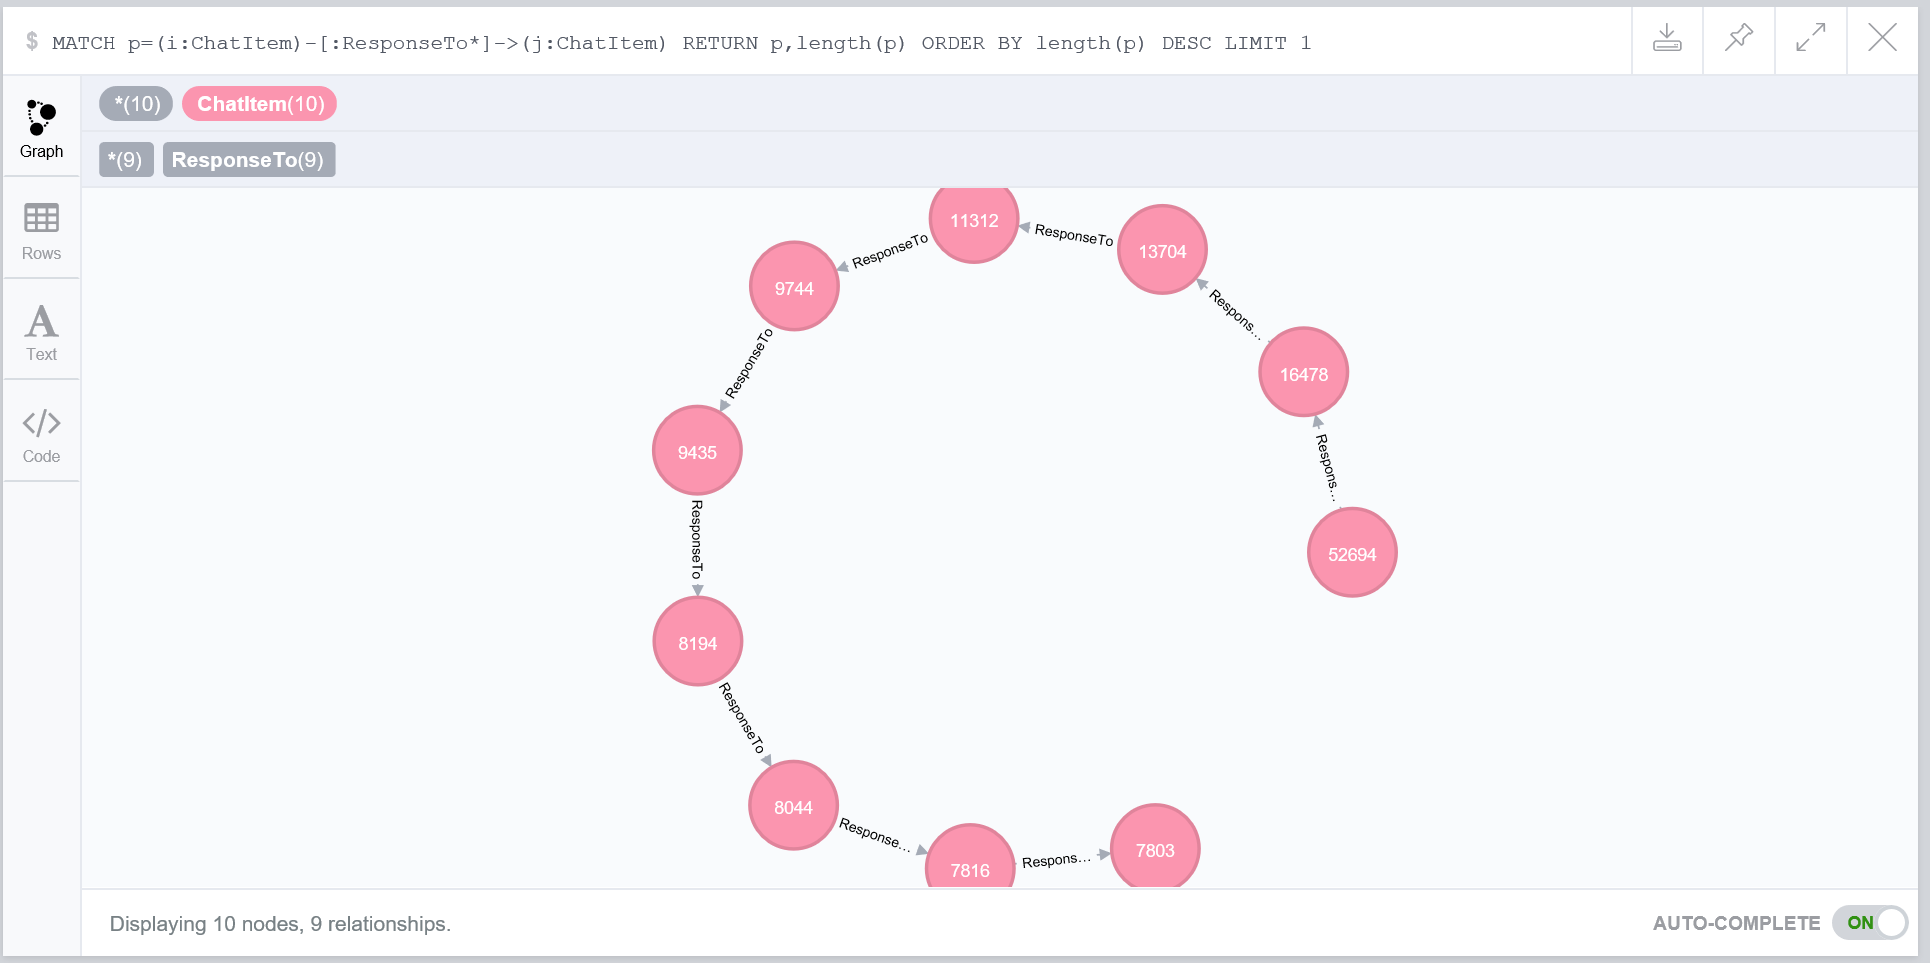 $ MATCH p=(i:ChatItem)-[:ResponseTo*]->(j:ChatItem) RETURN p,length(p) ORDER BY length(p) DESC LIMIT 1
*(10) ChatItem(10)
*(9) ResponseTo(9)
Graph
Rows
Text
Code
11312
ResponseTo
13704
ResponseTo
9744
Respons...
16478
ResponseTo
9435
Respons...
52694
ResponseTo
8194
ResponseTo
8044
Response...
7816
Respons...
7803
Displaying 10 nodes, 9 relationships.
AUTO-COMPLETE ON